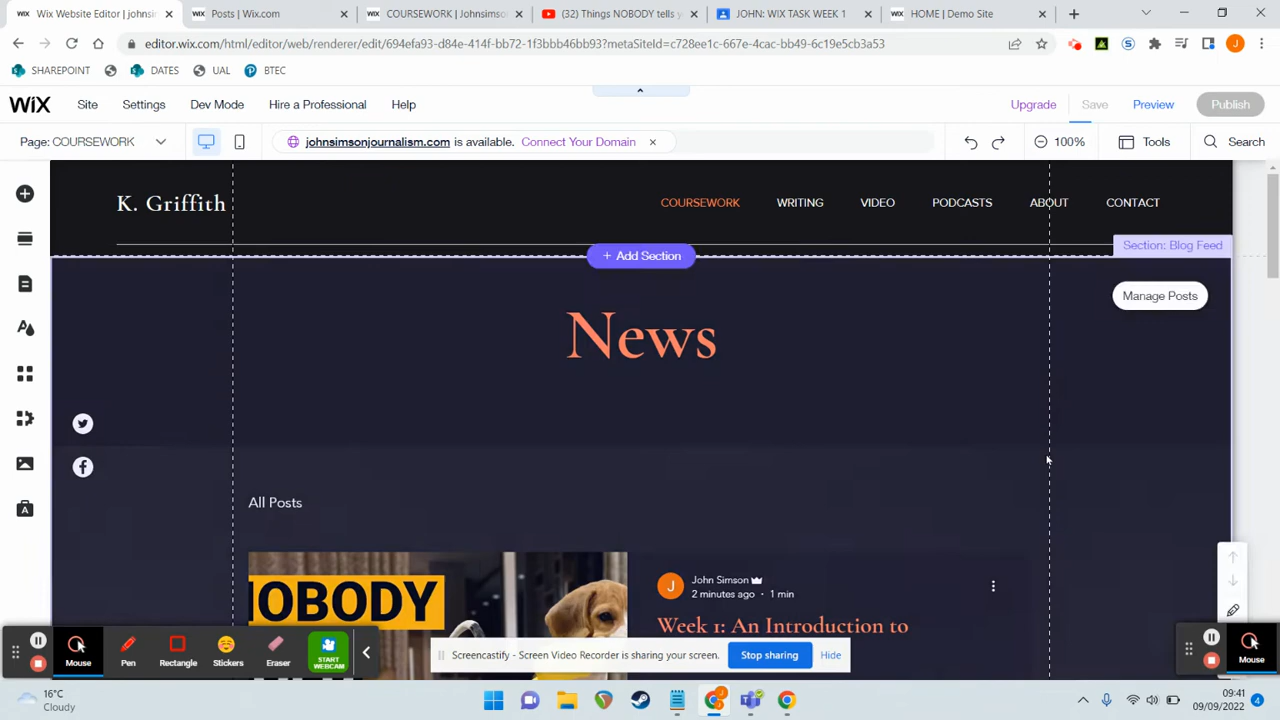 Wix Website Editor | johnsin
Posts | Wix.com
COURSEWORK | Johnsimson
(32) Things NOBODY tells y
JOHN: WIX TASK WEEK 1
HOME | Demo Site
editor.wix.com/html/editor/web/renderer/edit/694efa93-d84e-414f-bb72-1f3bbb46bb93?metaSiteId=c728ee1c-667e-4cac-bb49-6c19e5cb3a53
SHAREPOINT
DATES
UAL
BTEC
WiX
Site
Settings
Dev Mode
Hire a Professional
Help
Upgrade
Save
Preview
Publish
Page: COURSEWORK
johnsimsonjournalism.com is available. Connect Your Domain
100%
Tools
Search
K. Griffith
COURSEWORK
WRITING
VIDEO
PODCASTS
ABOUT
CONTACT
Section: Blog Feed
+ Add Section
Manage Posts
News
All Posts
OBODY
J
John Simson
2 minutes ago · 1 min
Week 1: An Introduction to
Mouse
Pen
Rectangle
Stickers
Eraser
START WEBCAM
Screencastify - Screen Video Recorder is sharing your screen.
Stop sharing
Hide
Mouse
16°C
Cloudy
09:41
09/09/2022
4